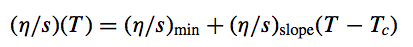 (η/s)(T) = (η/s)min + (η/s)slope(T − Tc)